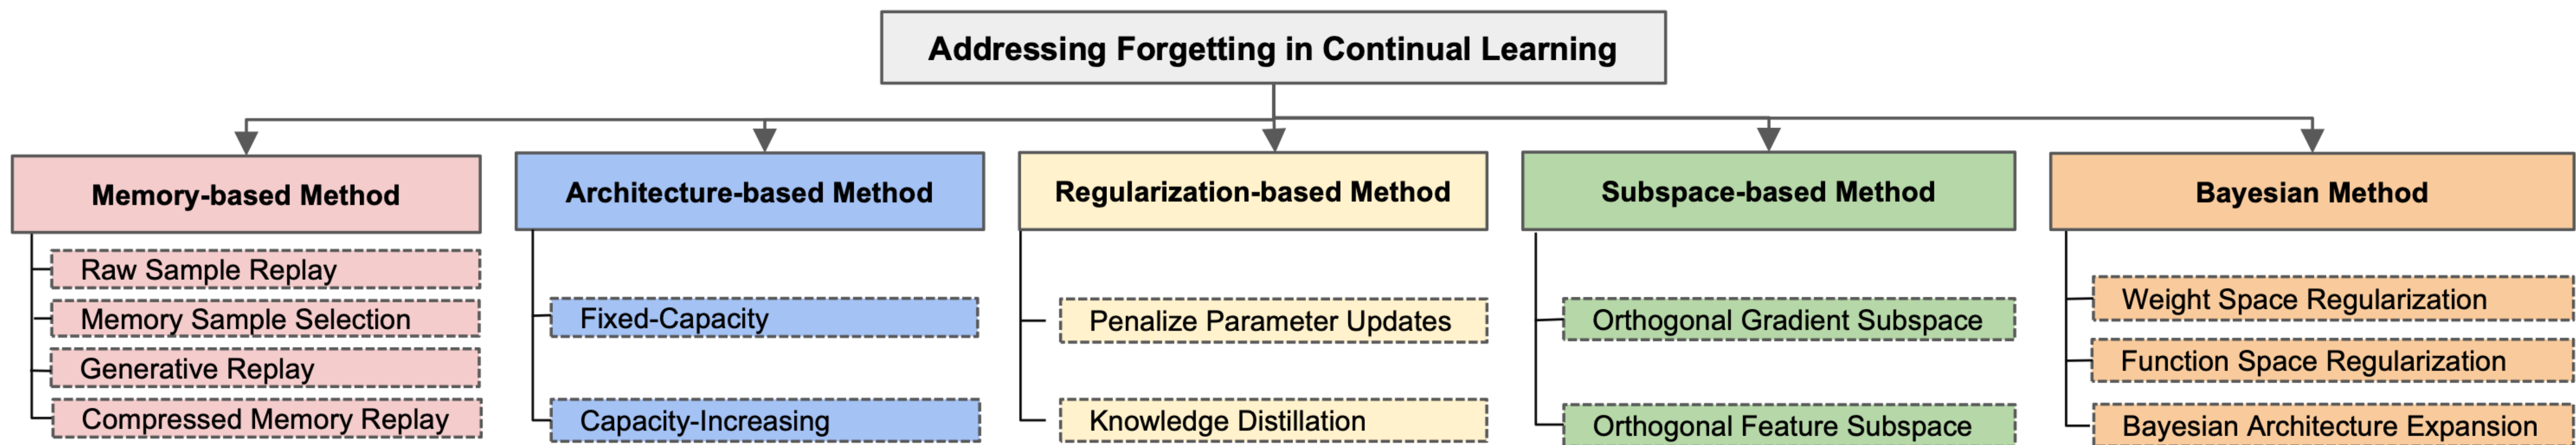 Addressing Forgetting in Continual Learning
Memory-based Method
Raw Sample Replay
Memory Sample Selection
Generative Replay
Compressed Memory Replay
Architecture-based Method
Fixed-Capacity
Capacity-Increasing
Regularization-based Method
Penalize Parameter Updates
Knowledge Distillation
Subspace-based Method
Orthogonal Gradient Subspace
Orthogonal Feature Subspace
Bayesian Method
Weight Space Regularization
Function Space Regularization
Bayesian Architecture Expansion